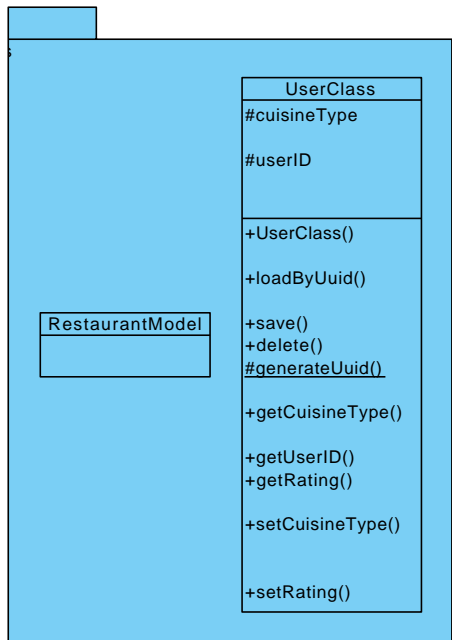 UserClass
#cuisineType
#userID
+UserClass()
+loadByUuid()
+save()
+delete()
#generateUuid()
+getCuisineType()
+getUserID()
+getRating()
+setCuisineType()
+setRating()
RestaurantModel